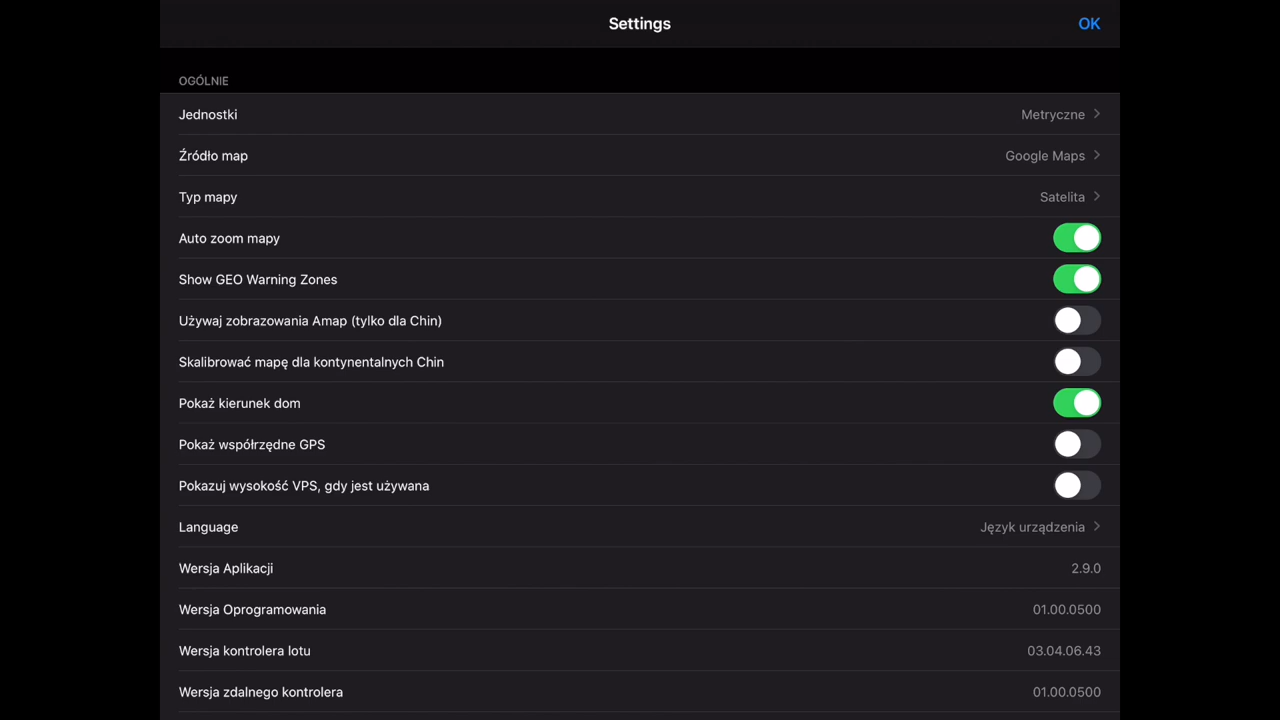 Settings
OK
OGÓLNIE
Jednostki Metryczne
Źródło map Google Maps
Typ mapy Satelita
Auto zoom mapy
Show GEO Warning Zones
Używaj zobrazowania Amap (tylko dla Chin)
Skalibrować mapę dla kontynentalnych Chin
Pokaż kierunek dom
Pokaż współrzędne GPS
Pokazuj wysokość VPS, gdy jest używana
Language Język urządzenia
Wersja Aplikacji 2.9.0
Wersja Oprogramowania 01.00.0500
Wersja kontrolera lotu 03.04.06.43
Wersja zdalnego kontrolera 01.00.0500